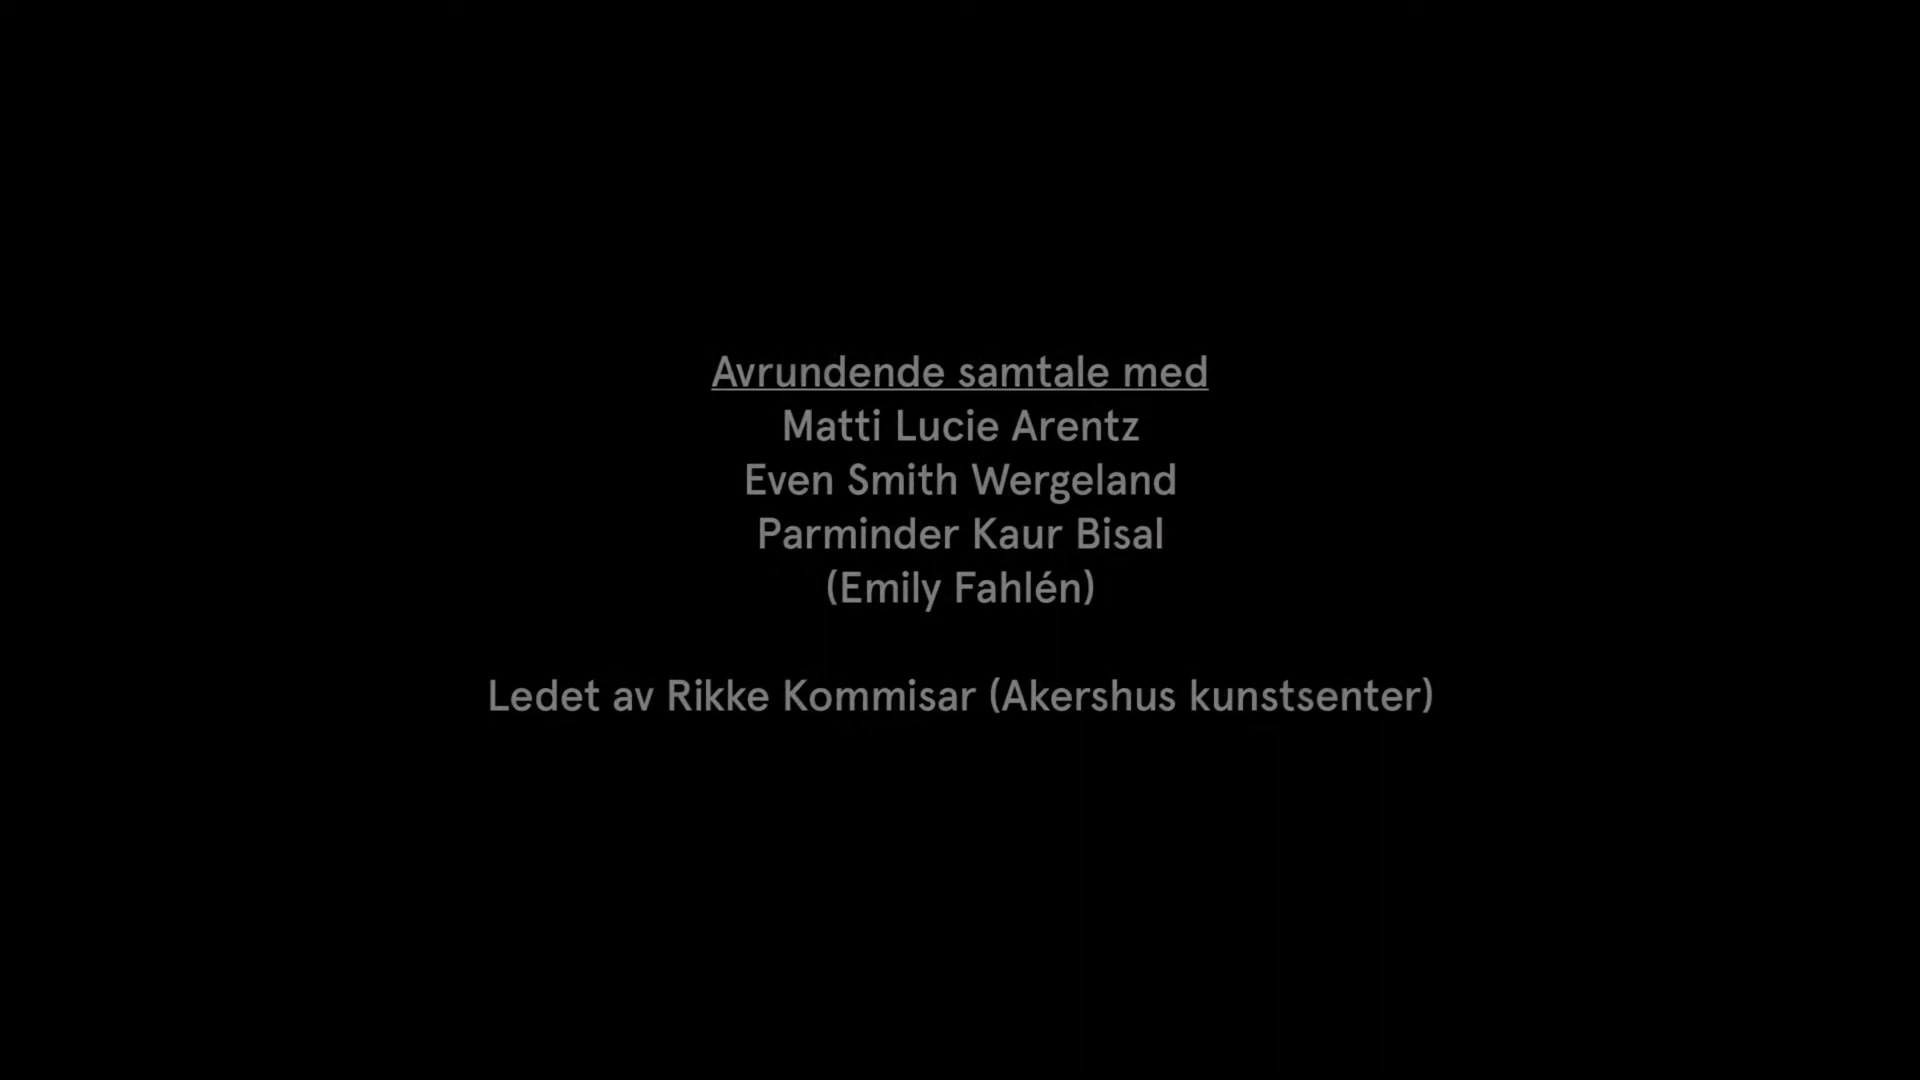 Avrundende samtale med
Matti Lucie Arentz
Even Smith Wergeland
Parminder Kaur Bisal
(Emily Fahlén)
Ledet av Rikke Kommisar (Akershus kunstsenter)